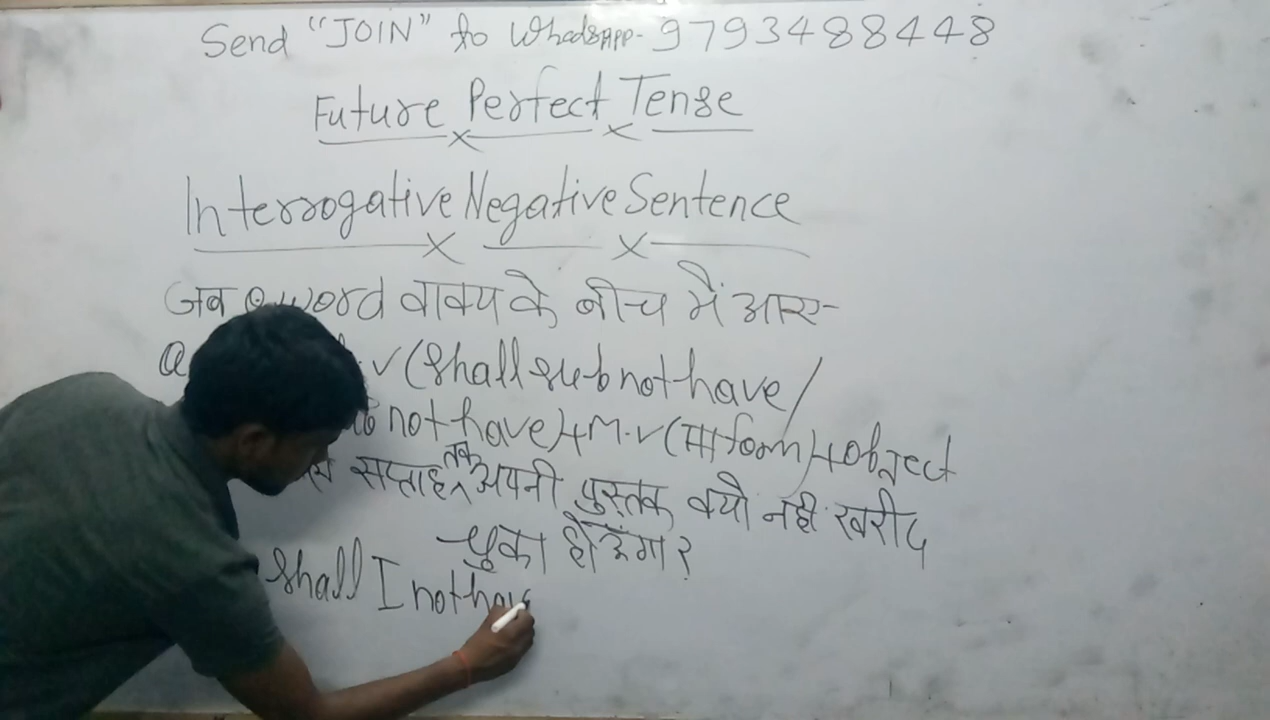 Send "JOIN" to WhatsAPP- 9793488448
Future Perfect Tense
Interrogative Negative Sentence
जब Q word वाक्य के बीच में आए-
Q .v (Shall sub not have /
not have) + M.v (III form) + object
सप्ताह तक अपनी पुस्तक क्यों नहीं खरीद
चुका होऊँगा ?
Shall I not have